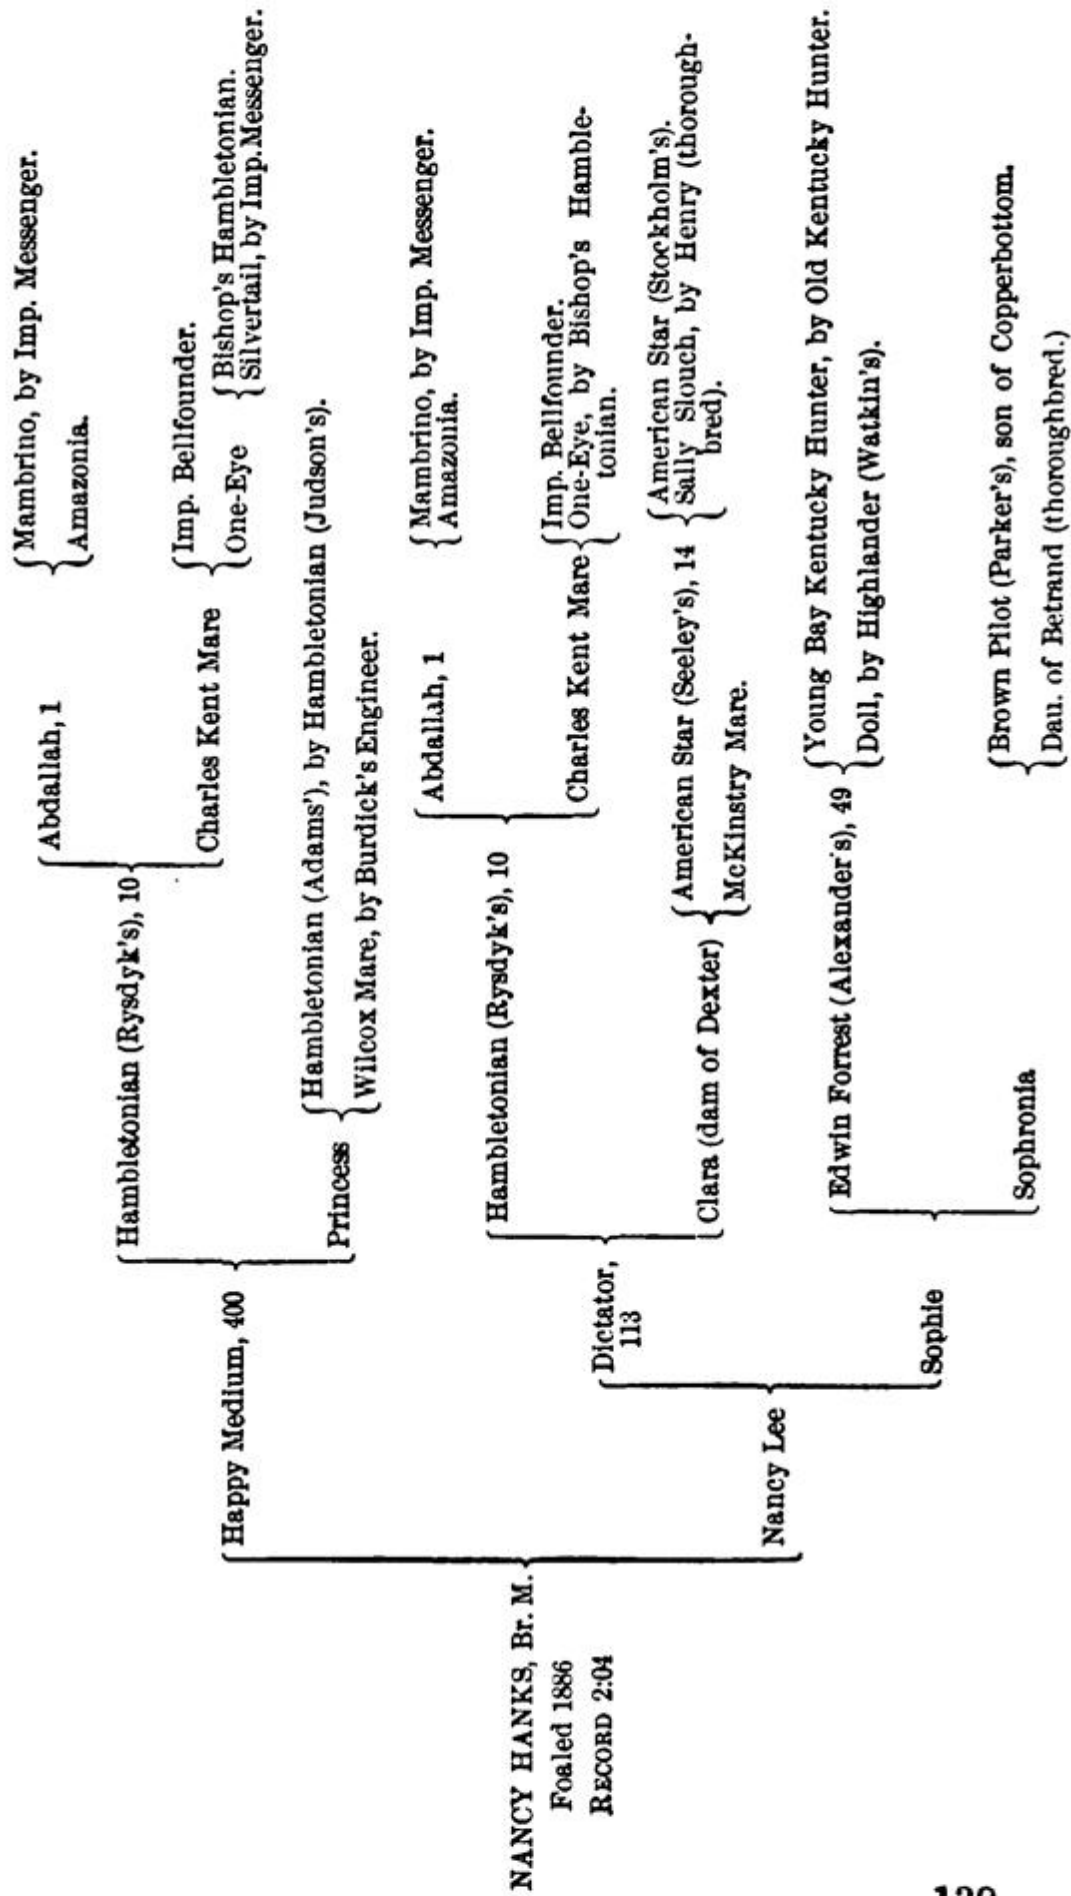 NANCY HANKS, Br. M.
Foaled 1886
RECORD 2:04
Happy Medium, 400
Nancy Lee
Hambletonian (Rysdyk's), 10
Princess
Dictator,
113
Sophie
Abdallah, 1
Charles Kent Mare
Hambletonian (Adams'), by Hambletonian (Judson's).
Wilcox Mare, by Burdick's Engineer.
Hambletonian (Rysdyk's), 10
Clara (dam of Dexter)
Edwin Forrest (Alexander's), 49
Sophronia
Mambrino, by Imp. Messenger.
Amazonia.
Imp. Bellfounder.
One-Eye
Bishop's Hambletonian.
Silvertail, by Imp. Messenger.
Abdallah, 1
Charles Kent Mare
Mambrino, by Imp. Messenger.
Amazonia.
Imp. Bellfounder.
One-Eye, by Bishop's Hamble-
tonian.
American Star (Seeley's), 14
McKinstry Mare.
American Star (Stockholm's).
Sally Slouch, by Henry (thorough-
bred).
Young Bay Kentucky Hunter, by Old Kentucky Hunter.
Doll, by Highlander (Watkin's).
Brown Pilot (Parker's), son of Copperbottom.
Dau. of Betrand (thoroughbred.)